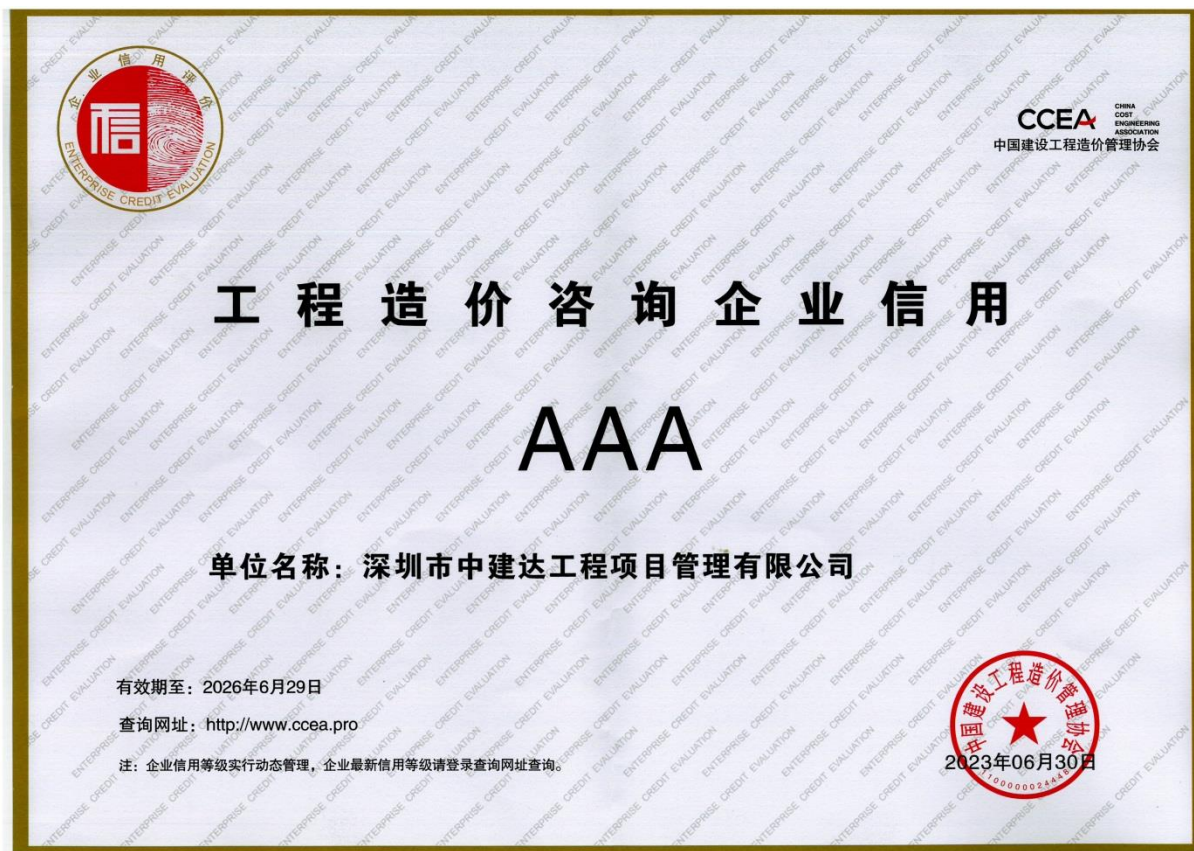 企业信用评价
信
ENTERPRISE CREDIT EVALUATION
CCEA
CHINA
COST
ENGINEERING
ASSOCIATION
中国建设工程造价管理协会
工程造价咨询企业信用
AAA
单位名称：深圳市中建达工程项目管理有限公司
有效期至：2026年6月29日
查询网址：http://www.ccea.pro
注：企业信用等级实行动态管理，企业最新信用等级请登录查询网址查询。
中国建设工程造价管理协会
2023年06月30日